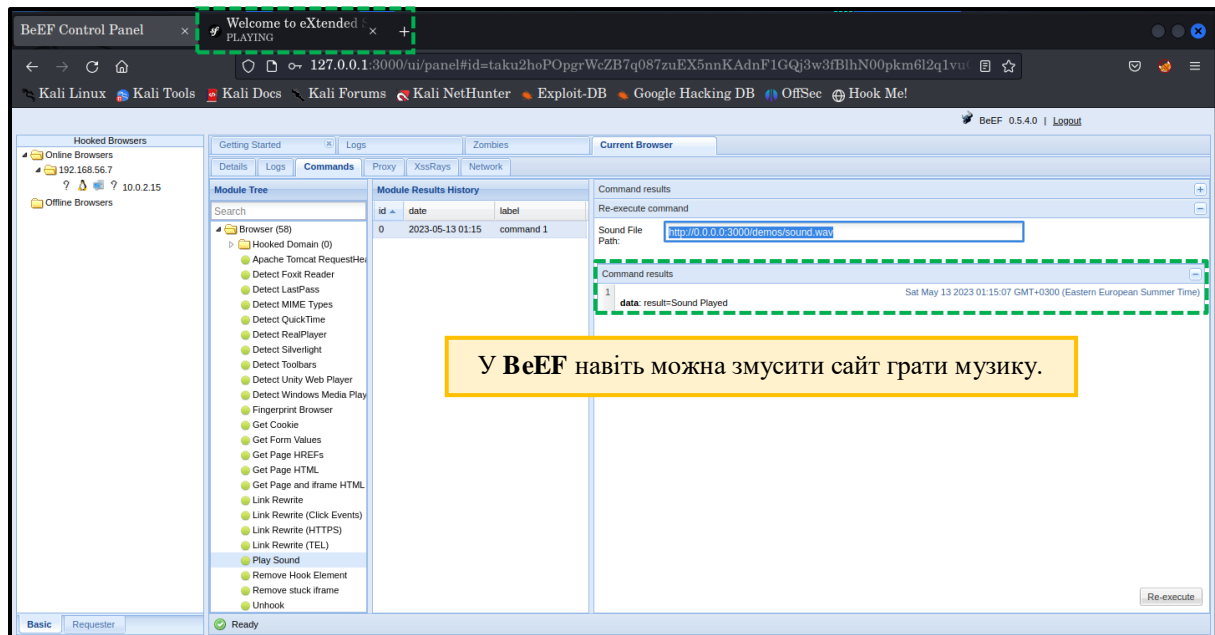 BeEF Control Panel
Welcome to eXtended
PLAYING
127.0.0.1:3000/ui/panel#id=taku2hoPOpgrWcZB7q087zuEX5nnKAdnF1GQj3w3fBlhN00pkm6l2q1vu
Kali Linux Kali Tools Kali Docs Kali Forums Kali NetHunter Exploit-DB Google Hacking DB OffSec Hook Me!
BeEF 0.5.4.0 | Logout
Hooked Browsers
Online Browsers
192.168.56.7
? ? 10.0.2.15
Offline Browsers
Getting Started Logs Zombies Current Browser
Details Logs Commands Proxy XssRays Network
Module Tree
Search
Browser (58)
Hooked Domain (0)
Apache Tomcat RequestHea
Detect Foxit Reader
Detect LastPass
Detect MIME Types
Detect QuickTime
Detect RealPlayer
Detect Silverlight
Detect Toolbars
Detect Unity Web Player
Detect Windows Media Play
Fingerprint Browser
Get Cookie
Get Form Values
Get Page HREFs
Get Page HTML
Get Page and iframe HTML
Link Rewrite
Link Rewrite (Click Events)
Link Rewrite (HTTPS)
Link Rewrite (TEL)
Play Sound
Remove Hook Element
Remove stuck iframe
Unhook
Module Results History
id date label
0 2023-05-13 01:15 command 1
Command results
Re-execute command
Sound File
Path:
http://0.0.0.0:3000/demos/sound.wav
Command results
1 Sat May 13 2023 01:15:07 GMT+0300 (Eastern European Summer Time)
data: result=Sound Played
У BeEF навіть можна змусити сайт грати музику.
Re-execute
Basic Requester
Ready